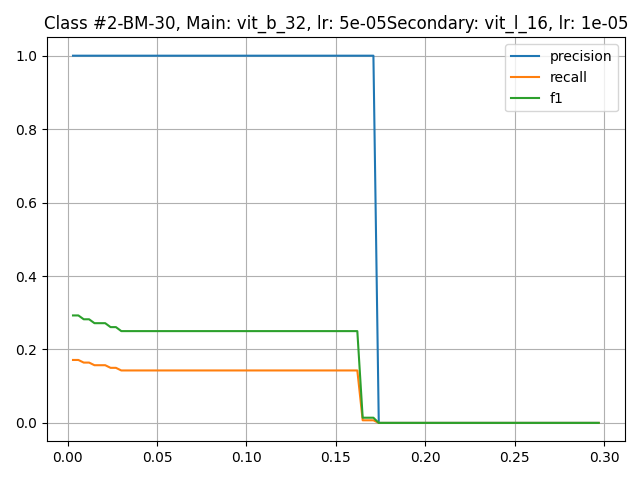 Class #2-BM-30, Main: vit_b_32, lr: 5e-05Secondary: vit_l_16, lr: 1e-05
precision
recall
f1
1.0
0.8
0.6
0.4
0.2
0.0
0.00 0.05 0.10 0.15 0.20 0.25 0.30